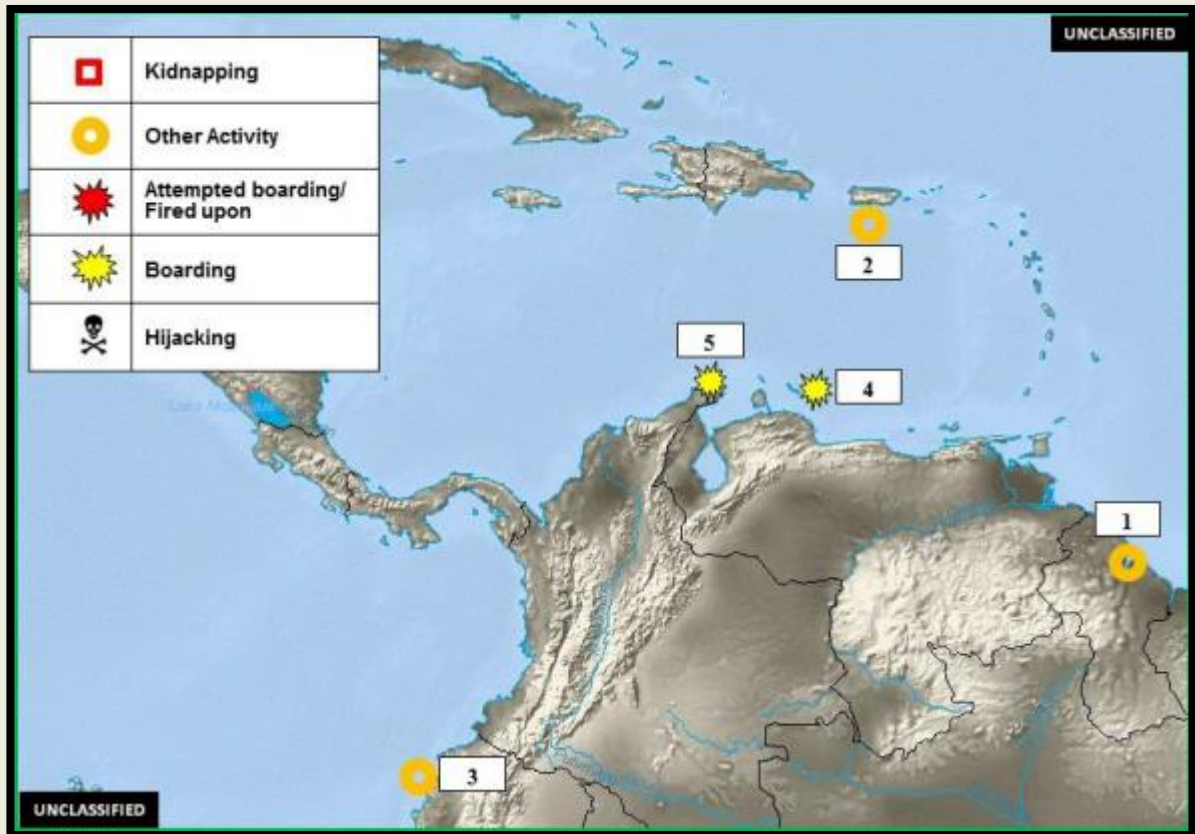 UNCLASSIFIED
Kidnapping
Other Activity
Attempted boarding/
Fired upon
Boarding
Hijacking
2
5
4
1
3
UNCLASSIFIED